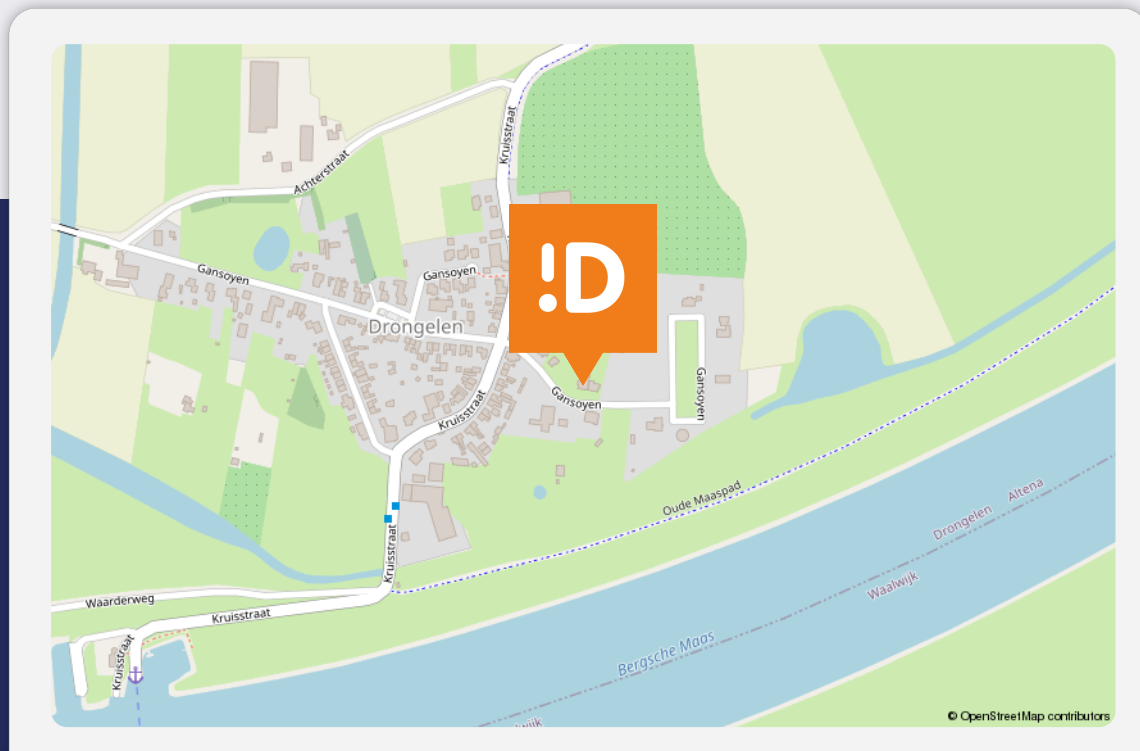 Kruisstraat
Achterstraat
Gansoyen
Gansoyen
!D
Drongelen
Gansoyen
Gansoyen
Kruisstraat
Oude Maaspad
Altena
Drongelen
Kruisstraat
Waalwijk
Waarderweg
Kruisstraat
Kruisstraat
Bergsche Maas
© OpenStreetMap contributors